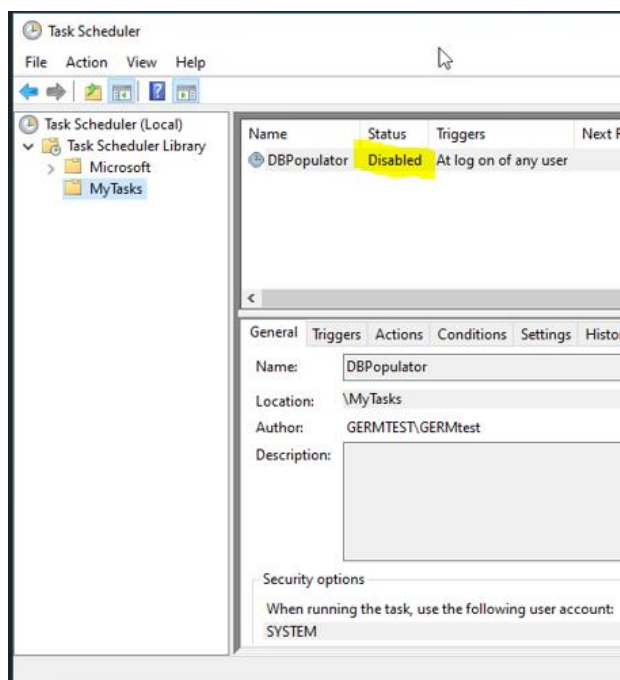 Task Scheduler
File Action View Help
Task Scheduler (Local)
Task Scheduler Library
Microsoft
MyTasks
Name Status Triggers Next
DBPopulator Disabled At log on of any user
General Triggers Actions Conditions Settings Histo
Name: DBPopulator
Location: \MyTasks
Author: GERMTEST\GERMtest
Description:
Security options
When running the task, use the following user account:
SYSTEM